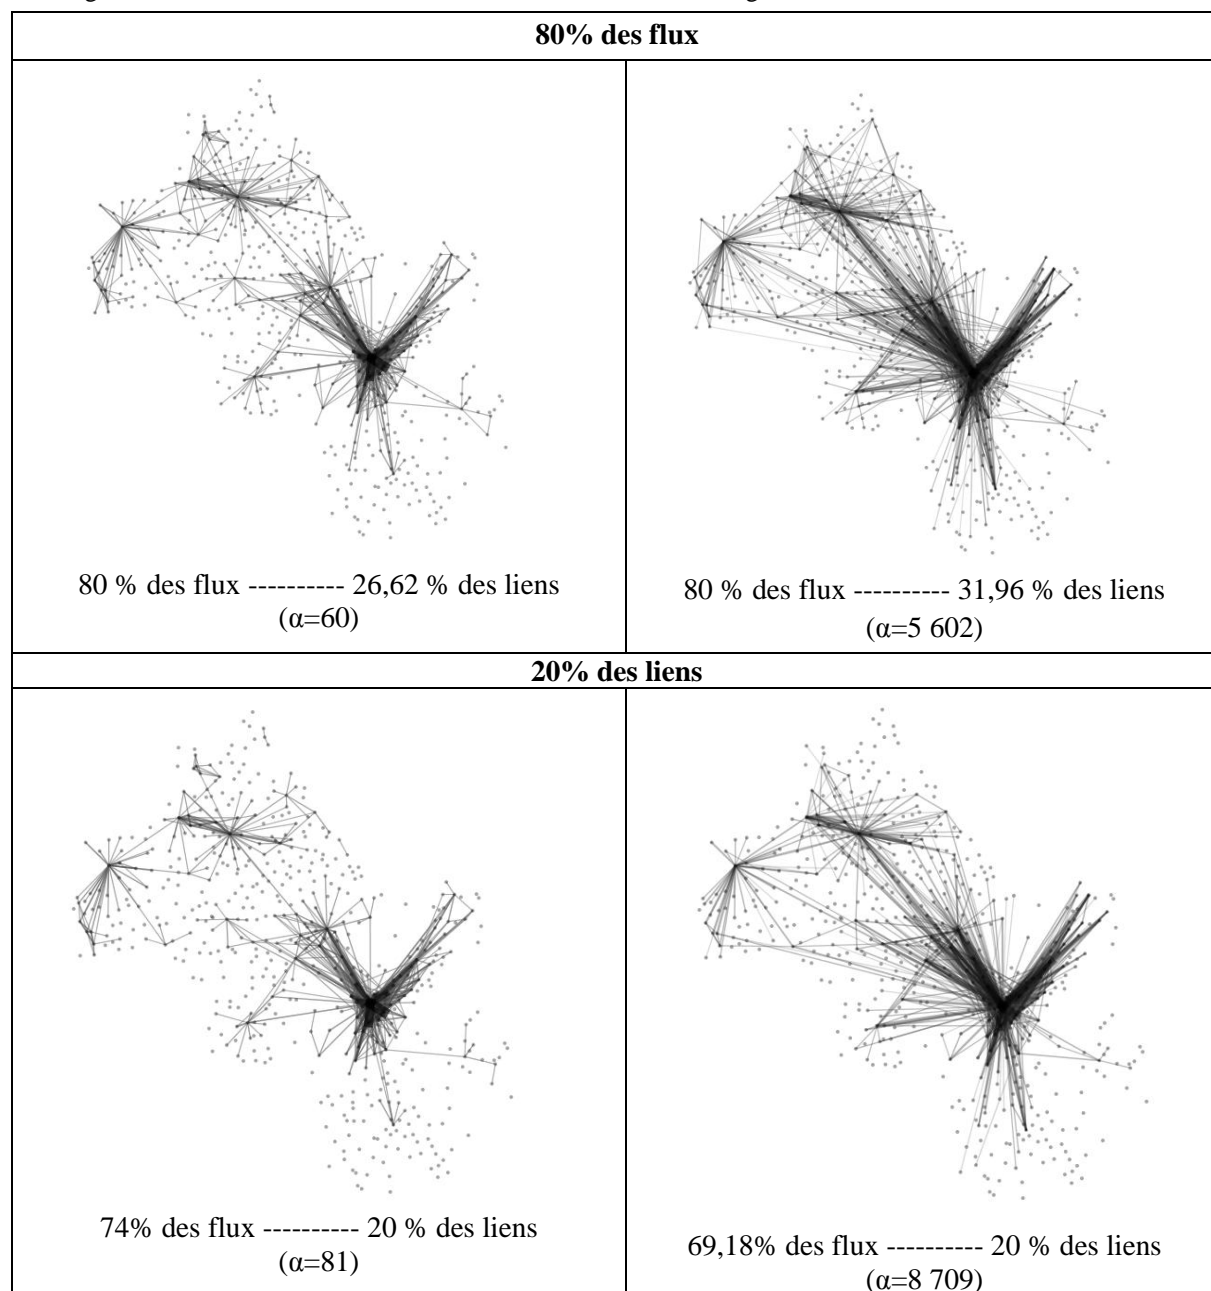 80% des flux
80 % des flux ---------- 26,62 % des liens
(α=60)
80 % des flux ---------- 31,96 % des liens
(α=5 602)
20% des liens
74% des flux ---------- 20 % des liens
(α=81)
69,18% des flux ---------- 20 % des liens
(α=8 709)